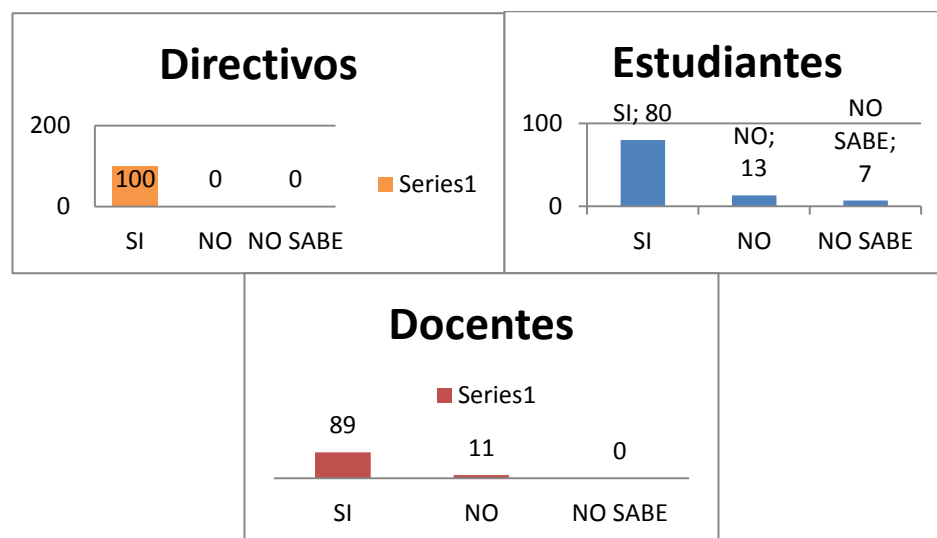 Directivos
200
0
100
0
0
SI
NO
NO SABE
Series1
Estudiantes
100
0
SI; 80
NO;
13
NO
SABE;
7
SI
NO
NO SABE
Docentes
Series1
89
11
0
SI
NO
NO SABE